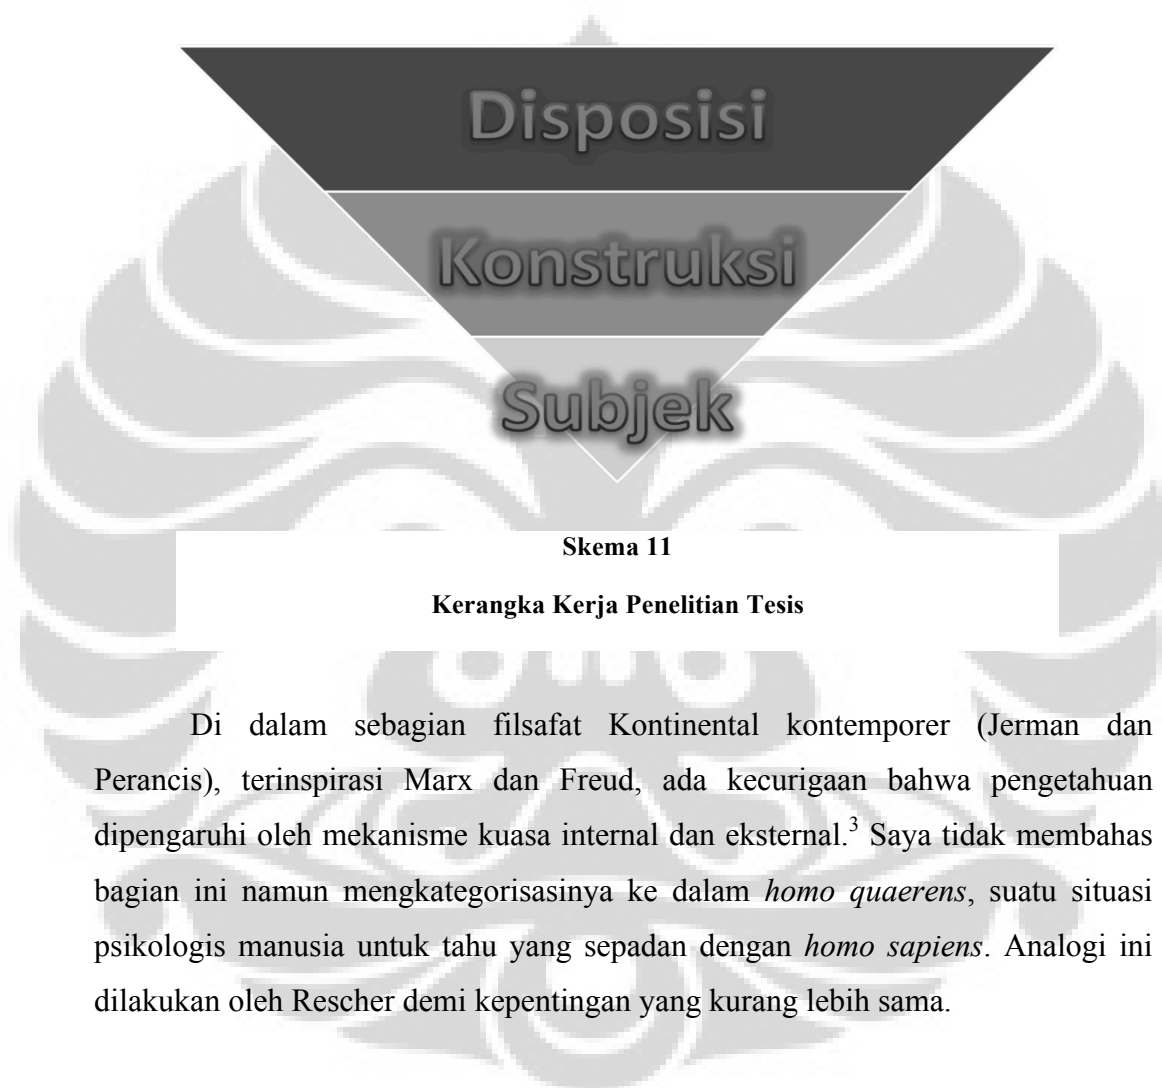 Disposisi
Konstruksi
Subjek
Skema 11
Kerangka Kerja Penelitian Tesis
Di dalam sebagian filsafat Kontinental kontemporer (Jerman dan
Perancis), terinspirasi Marx dan Freud, ada kecurigaan bahwa pengetahuan
dipengaruhi oleh mekanisme kuasa internal dan eksternal.3 Saya tidak membahas
bagian ini namun mengkategorisasinya ke dalam homo quaerens, suatu situasi
psikologis manusia untuk tahu yang sepadan dengan homo sapiens. Analogi ini
dilakukan oleh Rescher demi kepentingan yang kurang lebih sama.